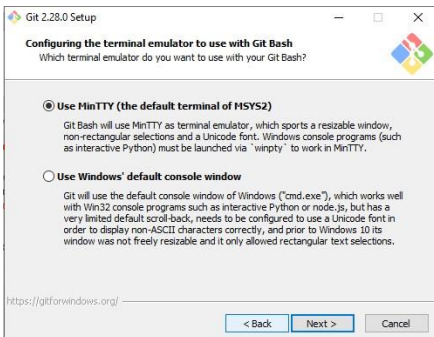 Git 2.28.0 Setup
Configuring the terminal emulator to use with Git Bash
Which terminal emulator do you want to use with your Git Bash?
Use MinTTY (the default terminal of MSYS2)
Git Bash will use MinTTY as terminal emulator, which sports a resizable window,
non-rectangular selections and a Unicode font. Windows console programs (such
as interactive Python) must be launched via `winpty` to work in MinTTY.
Use Windows' default console window
Git will use the default console window of Windows ("cmd.exe"), which works well
with Win32 console programs such as interactive Python or node.js, but has a
very limited default scroll-back, needs to be configured to use a Unicode font in
order to display non-ASCII characters correctly, and prior to Windows 10 its
window was not freely resizable and it only allowed rectangular text selections.
https://gitforwindows.org/
< Back Next > Cancel